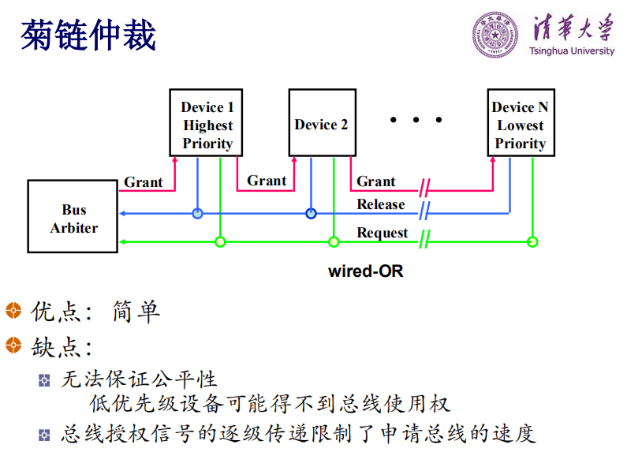 菊链仲裁
清华大学
Tsinghua University
Device 1
Highest
Priority
Device 2
• • •
Device N
Lowest
Priority
Grant
Grant
Grant
Bus
Arbiter
Release
Request
wired-OR
优点：简单
缺点：
无法保证公平性
低优先级设备可能得不到总线使用权
总线授权信号的逐级传递限制了申请总线的速度